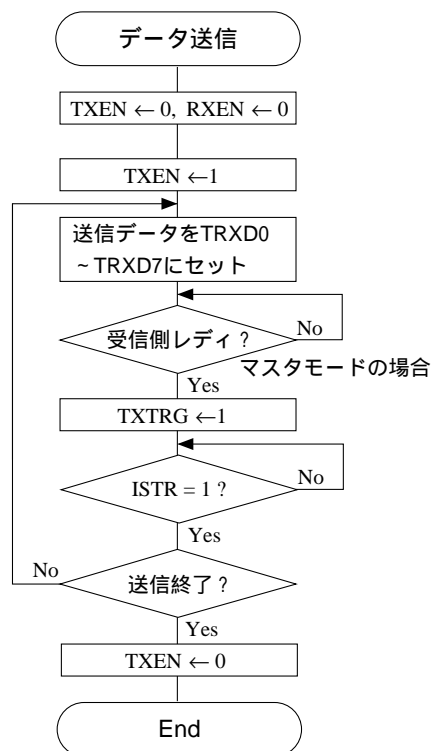 データ送信
TXEN ← 0, RXEN ← 0
TXEN ←1
送信データをTRXD0
~ TRXD7にセット
受信側レディ ?
No
マスタモードの場合
Yes
TXTRG ←1
ISTR = 1 ?
No
Yes
送信終了 ?
No
Yes
TXEN ← 0
End